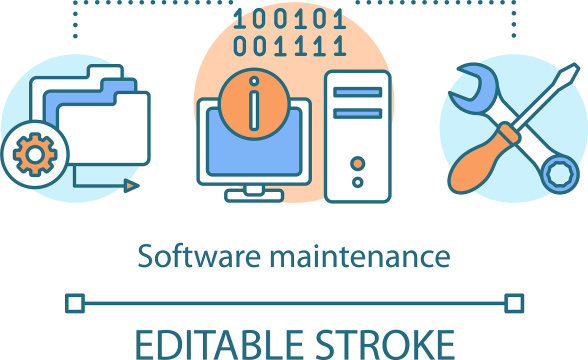 100101
001111
i
Software maintenance
EDITABLE STROKE